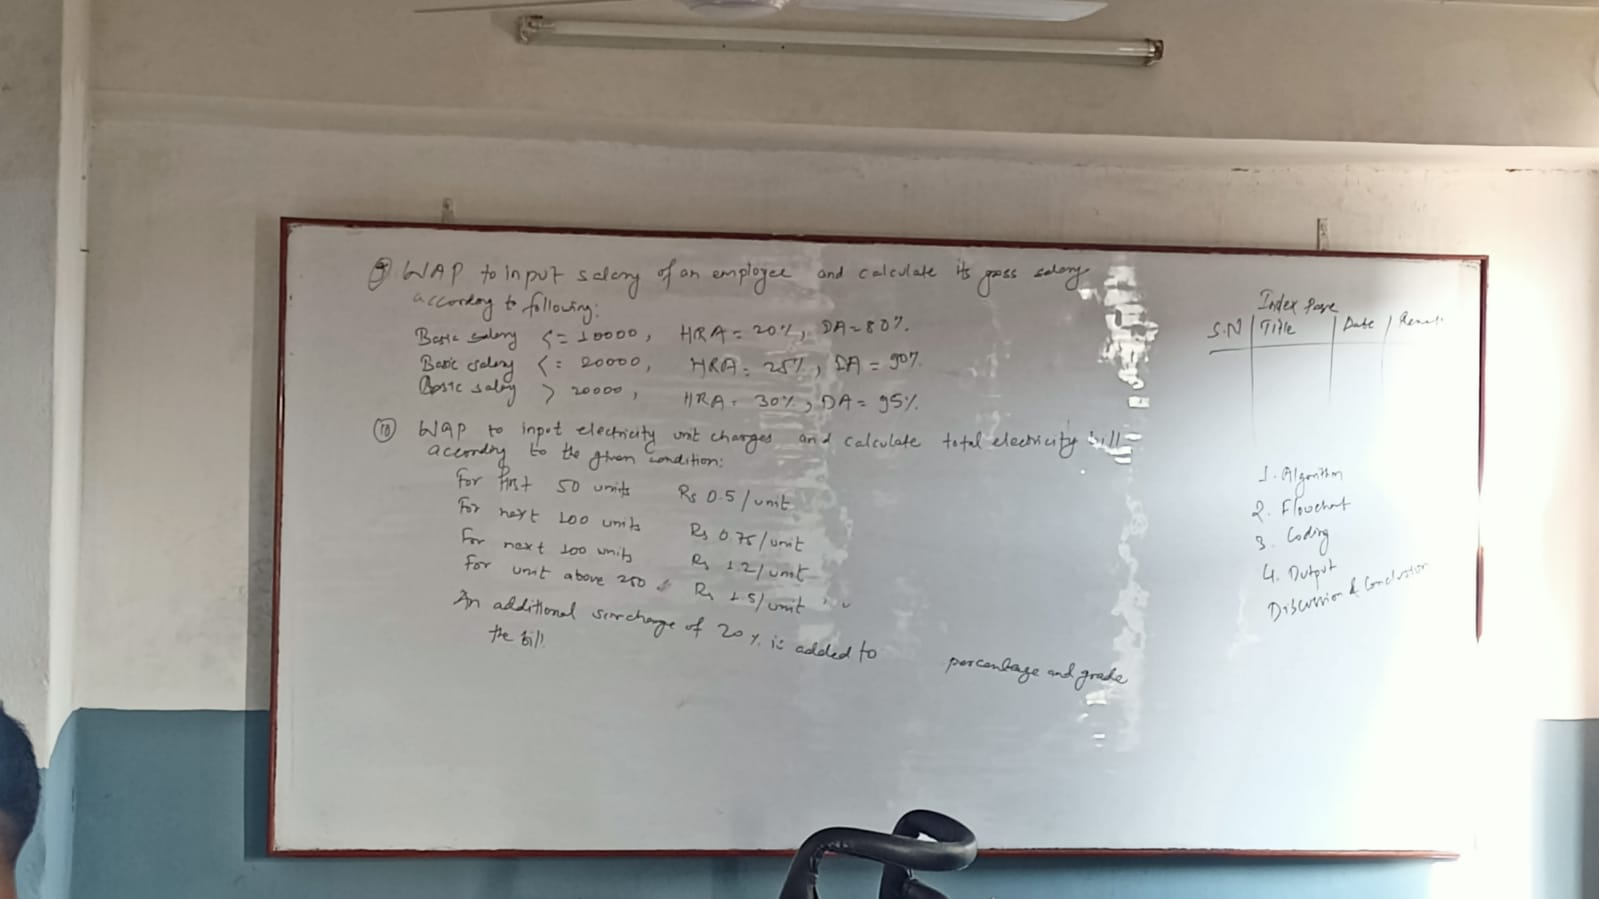 9 WAP to input salary of an employee and calculate its gross salary
according to following:
Basic salary <= 10000, HRA = 20%, DA = 80%.
Basic salary <= 20000, HRA = 25%, DA = 90%.
Basic salary > 20000, HRA = 30%, DA = 95%.
10 WAP to input electricity unit charges and calculate total electricity bill
according to the given condition:
For first 50 units Rs 0.5/unit
For next 100 units Rs 0.75/unit
For next 100 units Rs 1.2/unit
For unit above 250 Rs 1.5/unit
An additional surcharge of 20% is added to
the bill
percentage and grade
Index Page
S.N Title Date
1. Algorithm
2. Flowchart
3. Coding
4. Output
Discussion & Conclusion